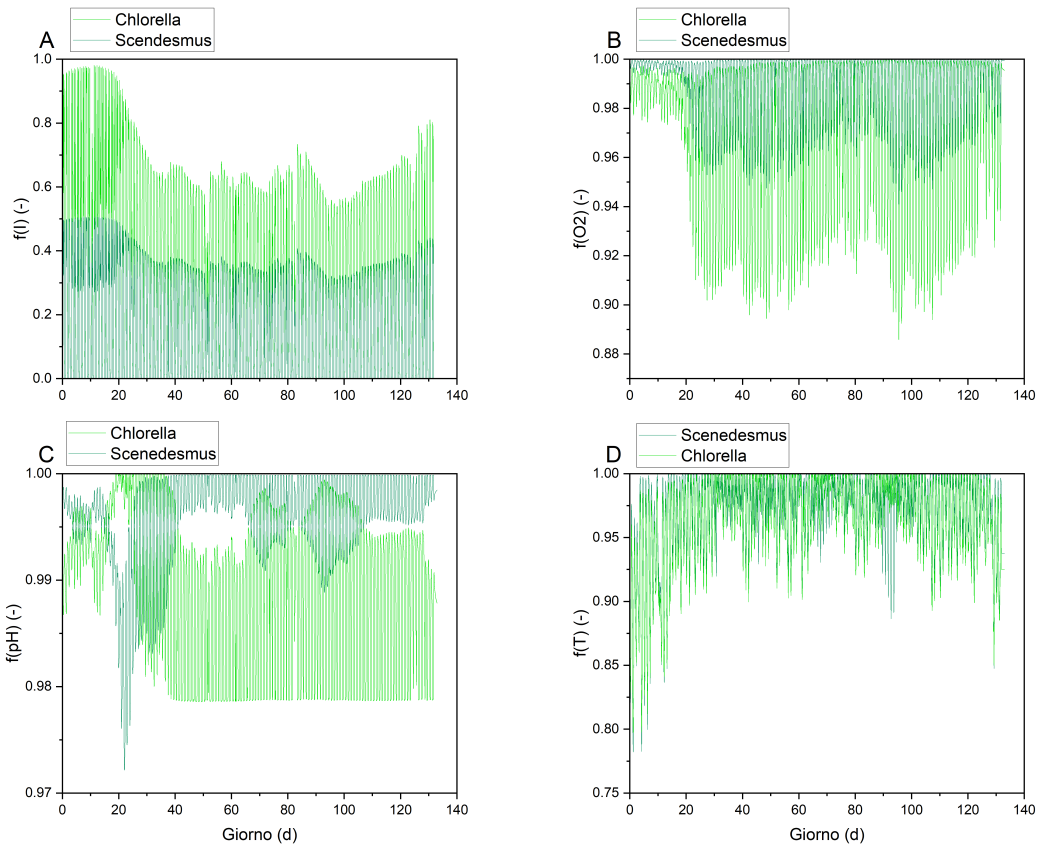 Chlorella
Scendesmus
A
1.0
0.8
0.6
0.4
0.2
0.0
f(I) (-)
0 20 40 60 80 100 120 140
Chlorella
Scenedesmus
B
1.00
0.98
0.96
0.94
0.92
0.90
0.88
f(O2) (-)
0 20 40 60 80 100 120 140
Chlorella
Scenedesmus
C
1.00
0.99
0.98
0.97
f(pH) (-)
0 20 40 60 80 100 120 140
Giorno (d)
Scenedesmus
Chlorella
D
1.00
0.95
0.90
0.85
0.80
0.75
f(T) (-)
0 20 40 60 80 100 120 140
Giorno (d)